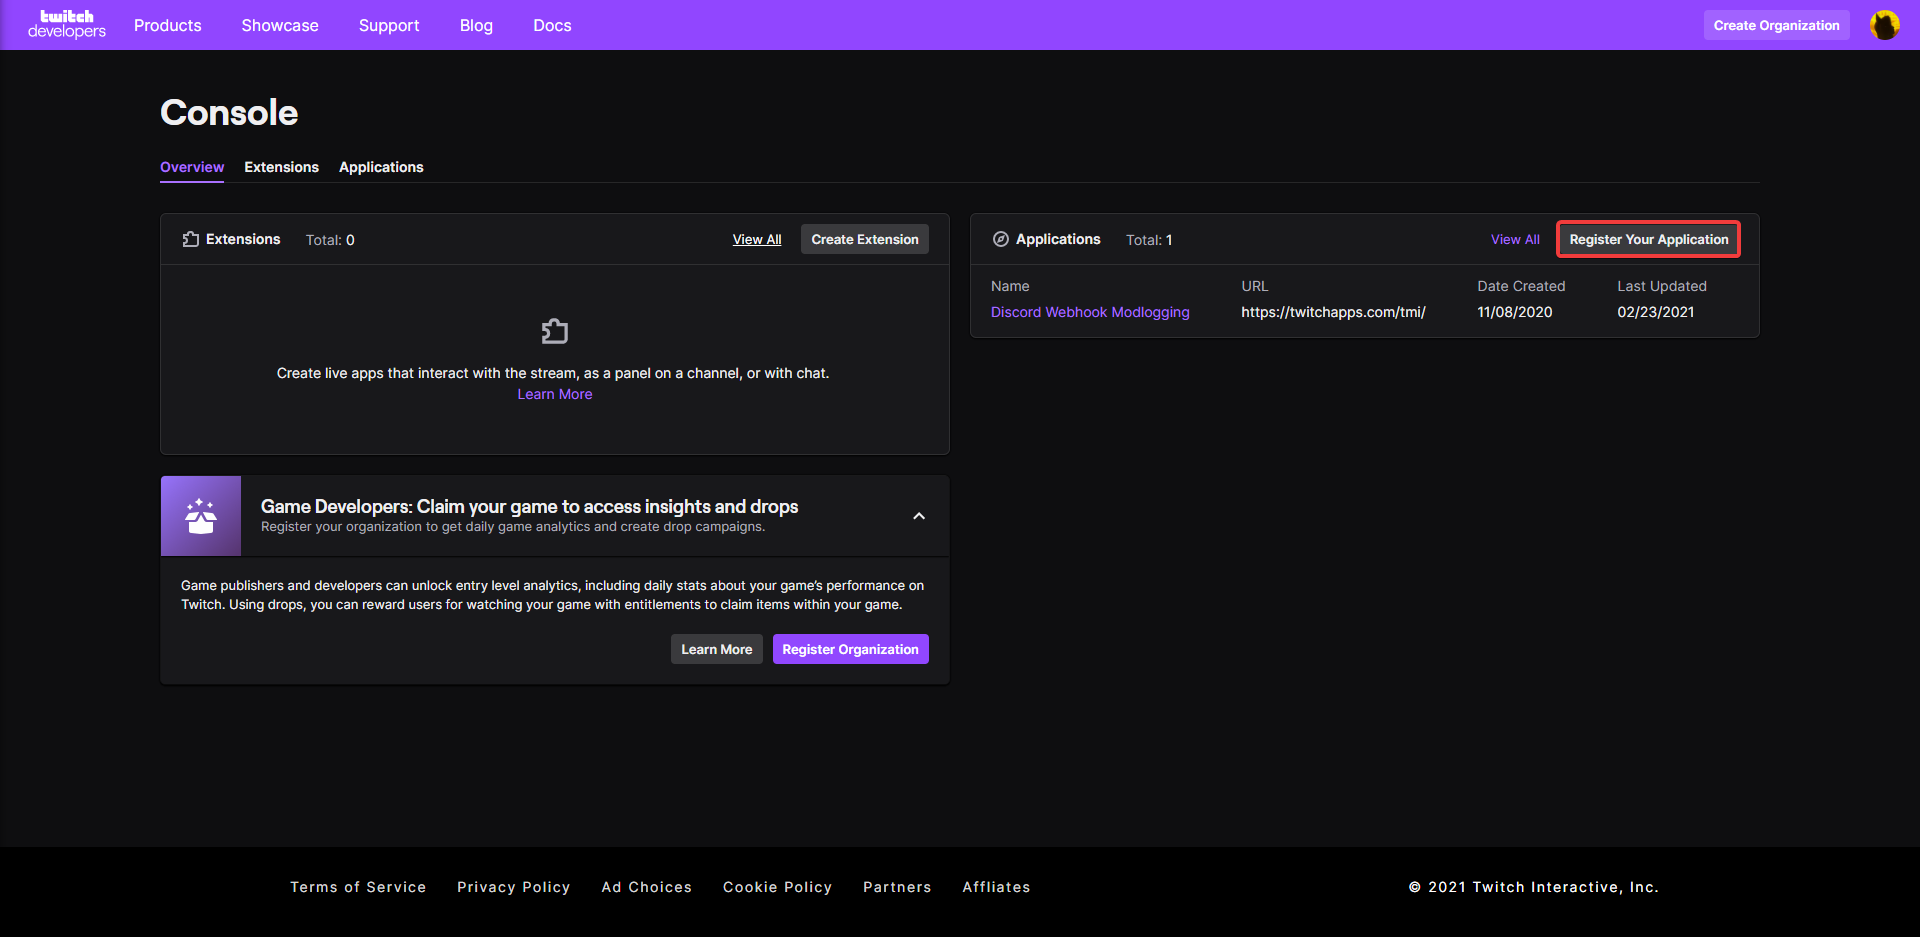 twitch
developers
Products
Showcase
Support
Blog
Docs
Create Organization
Console
Overview
Extensions
Applications
Extensions
Total: 0
View All
Create Extension
Create live apps that interact with the stream, as a panel on a channel, or with chat.
Learn More
Applications
Total: 1
View All
Register Your Application
Name URL Date Created Last Updated
Discord Webhook Modlogging https://twitchapps.com/tmi/ 11/08/2020 02/23/2021
Game Developers: Claim your game to access insights and drops
Register your organization to get daily game analytics and create drop campaigns.
Game publishers and developers can unlock entry level analytics, including daily stats about your game's performance on
Twitch. Using drops, you can reward users for watching your game with entitlements to claim items within your game.
Learn More
Register Organization
Terms of Service
Privacy Policy
Ad Choices
Cookie Policy
Partners
Affliates
© 2021 Twitch Interactive, Inc.